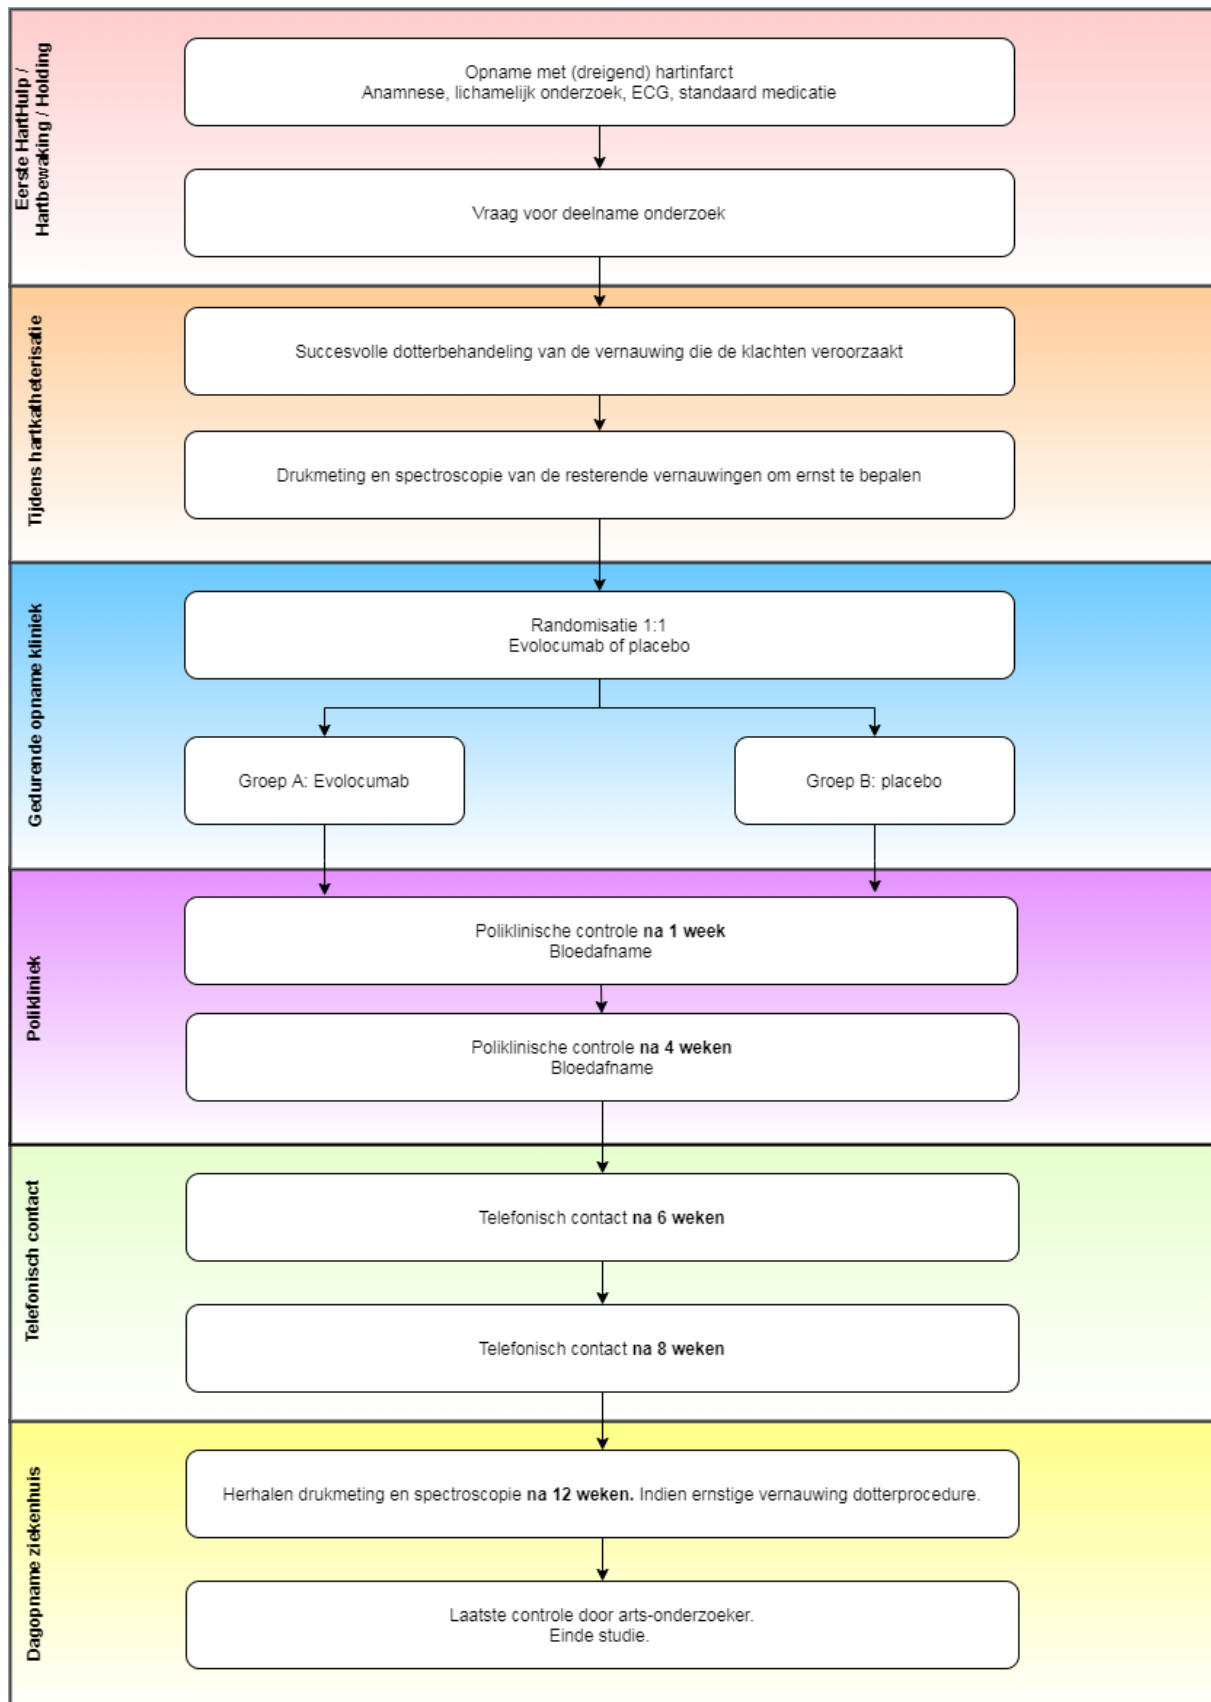 Eerste HartHulp /
Hartbewaking / Holding
Opname met (dreigend) hartinfarct
Anamnese, lichamelijk onderzoek, ECG, standaard medicatie
Vraag voor deelname onderzoek
Tijdens hartkatheterisatie
Succesvolle dotterbehandeling van de vernauwing die de klachten veroorzaakt
Drukmeting en spectroscopie van de resterende vernauwingen om ernst te bepalen
Gedurende opname kliniek
Randomisatie 1:1
Evolocumab of placebo
Groep A: Evolocumab
Groep B: placebo
Polikliniek
Poliklinische controle na 1 week
Bloedafname
Poliklinische controle na 4 weken
Bloedafname
Telefonisch contact
Telefonisch contact na 6 weken
Telefonisch contact na 8 weken
Dagopname ziekenhuis
Herhalen drukmeting en spectroscopie na 12 weken. Indien ernstige vernauwing dotterprocedure.
Laatste controle door arts-onderzoeker.
Einde studie.